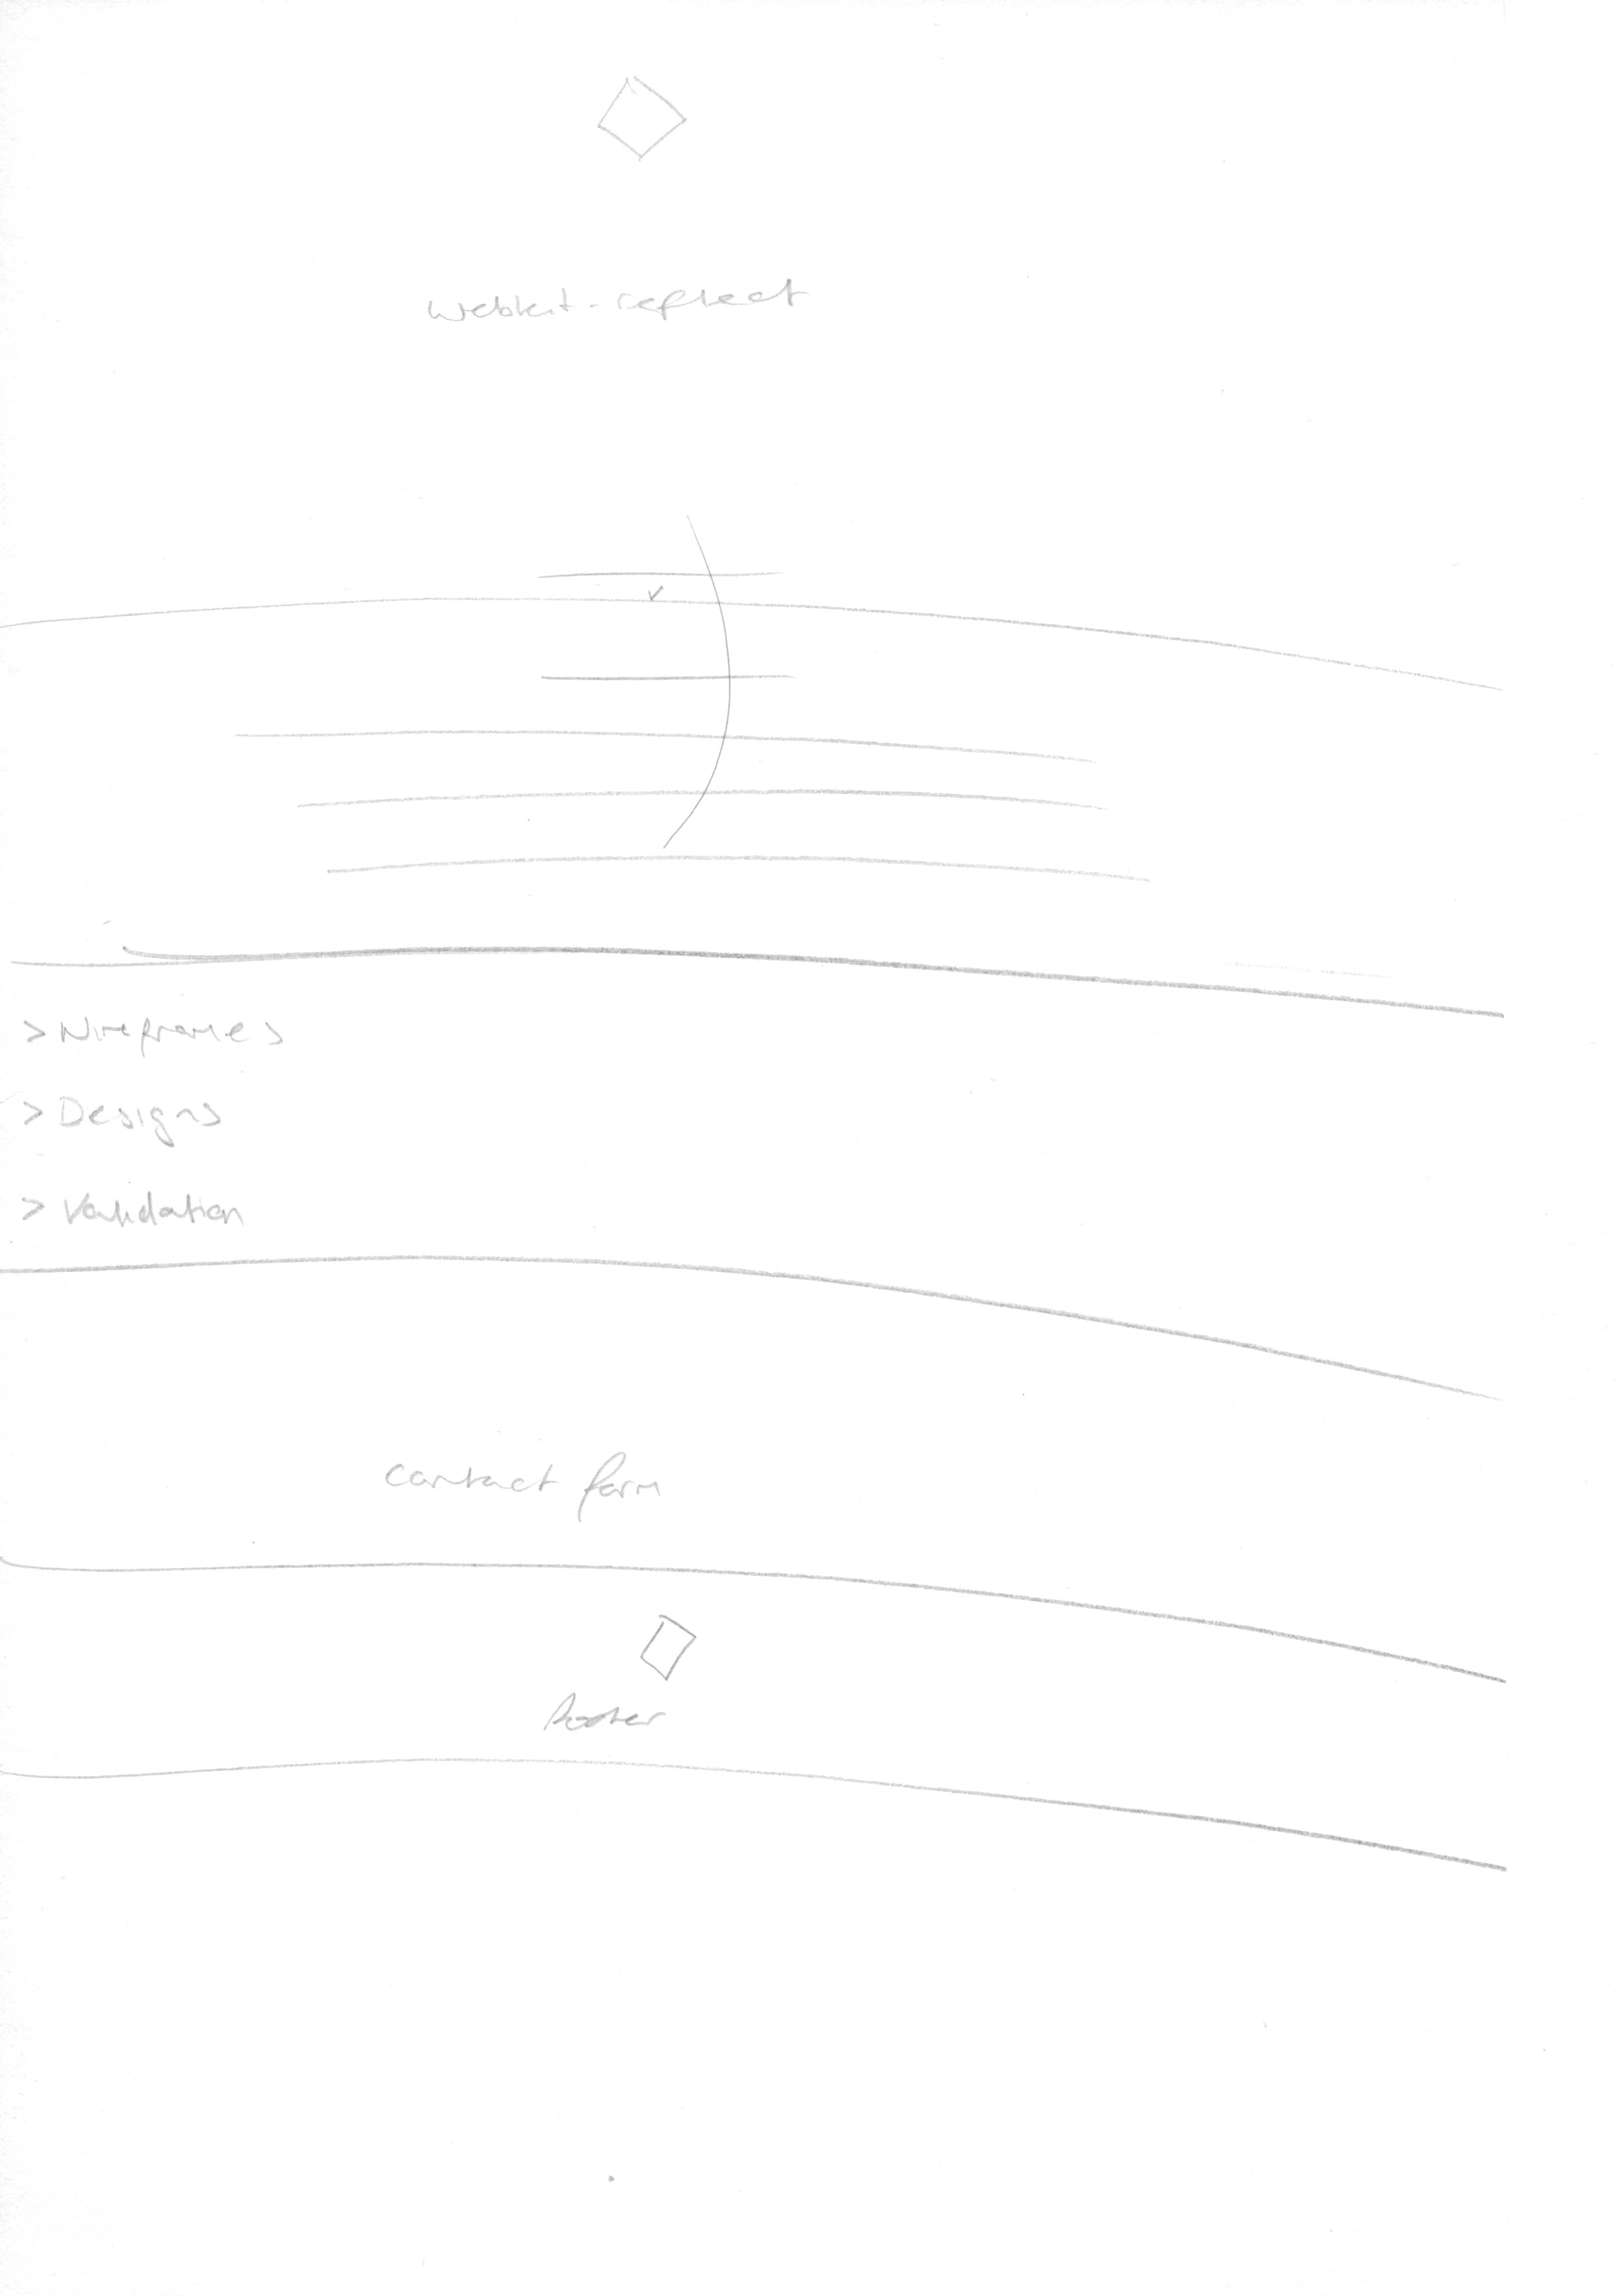 webkit-reflect
> Wireframes
> Designs
> Validation
contact form
footer